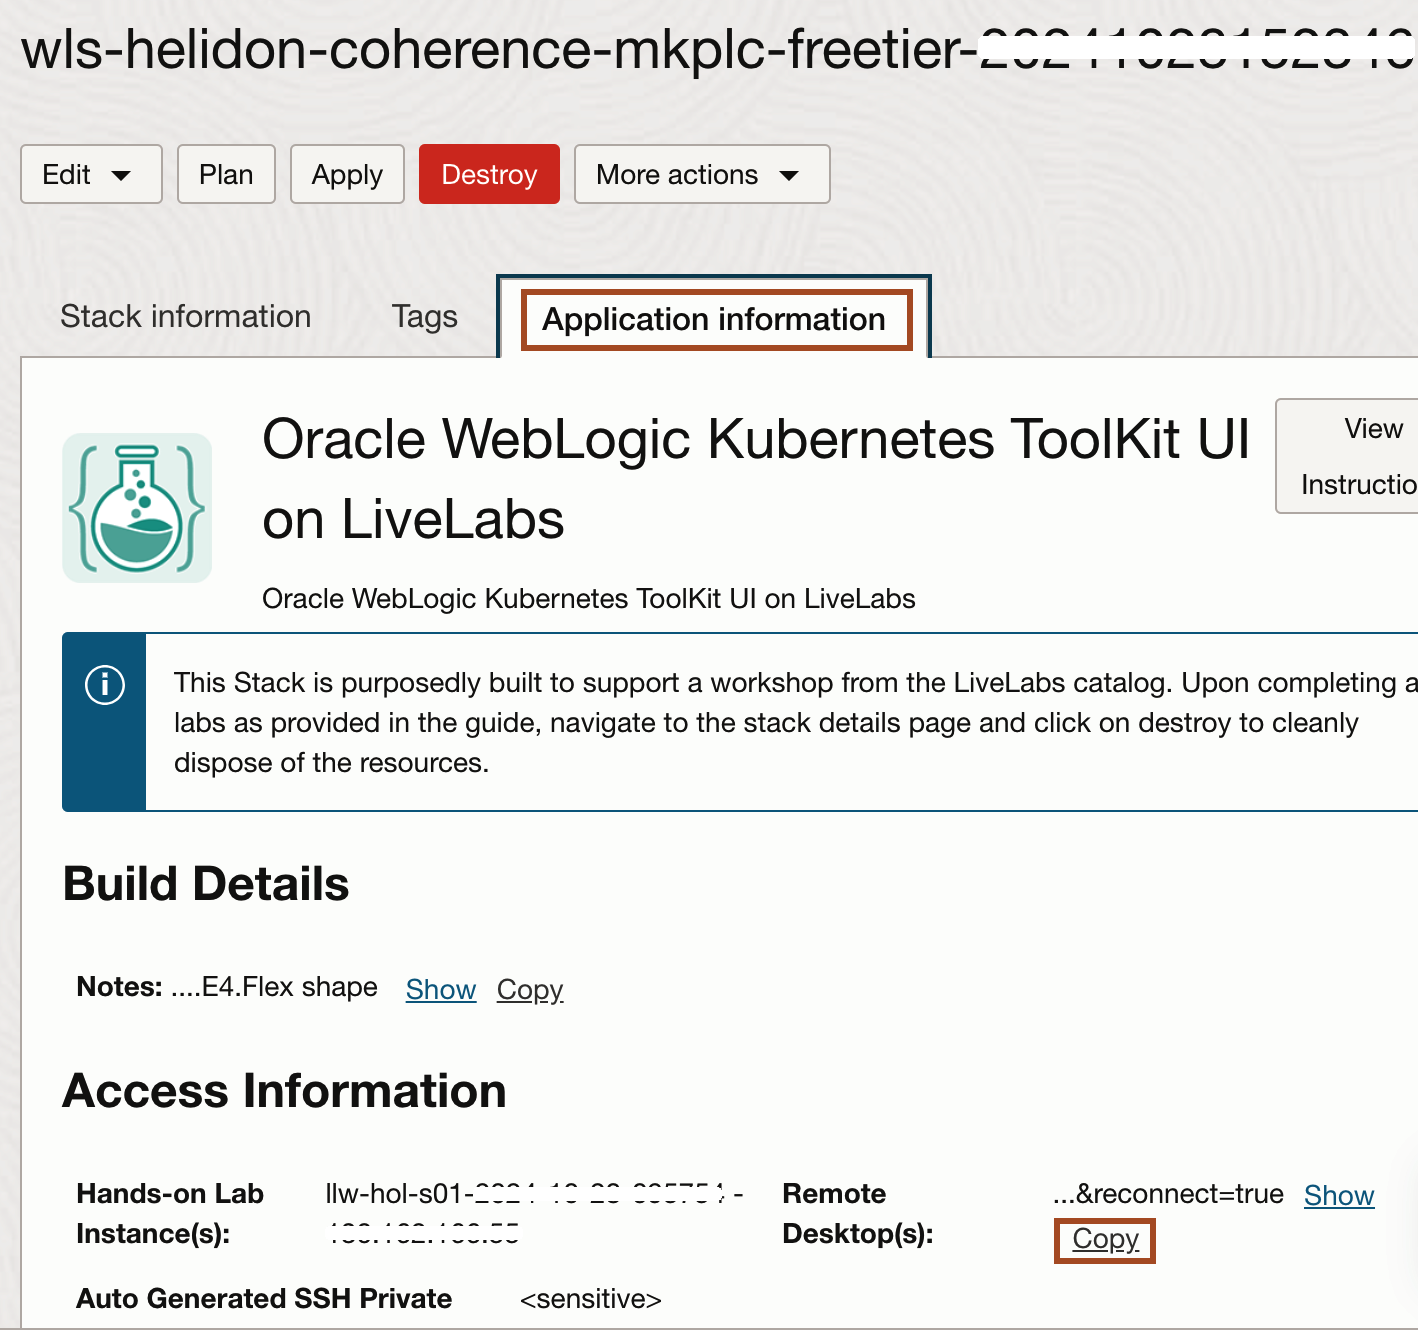 wls-helidon-coherence-mkplc-freetier-
Edit Plan Apply Destroy More actions
Stack information Tags Application information
Oracle WebLogic Kubernetes ToolKit UI
on LiveLabs
View
Instructio
Oracle WebLogic Kubernetes ToolKit UI on LiveLabs
This Stack is purposedly built to support a workshop from the LiveLabs catalog. Upon completing a
labs as provided in the guide, navigate to the stack details page and click on destroy to cleanly
dispose of the resources.
Build Details
Notes: ....E4.Flex shape Show Copy
Access Information
Hands-on Lab llw-hol-s01- - Remote ...&reconnect=true Show
Instance(s): Desktop(s): Copy
Auto Generated SSH Private <sensitive>